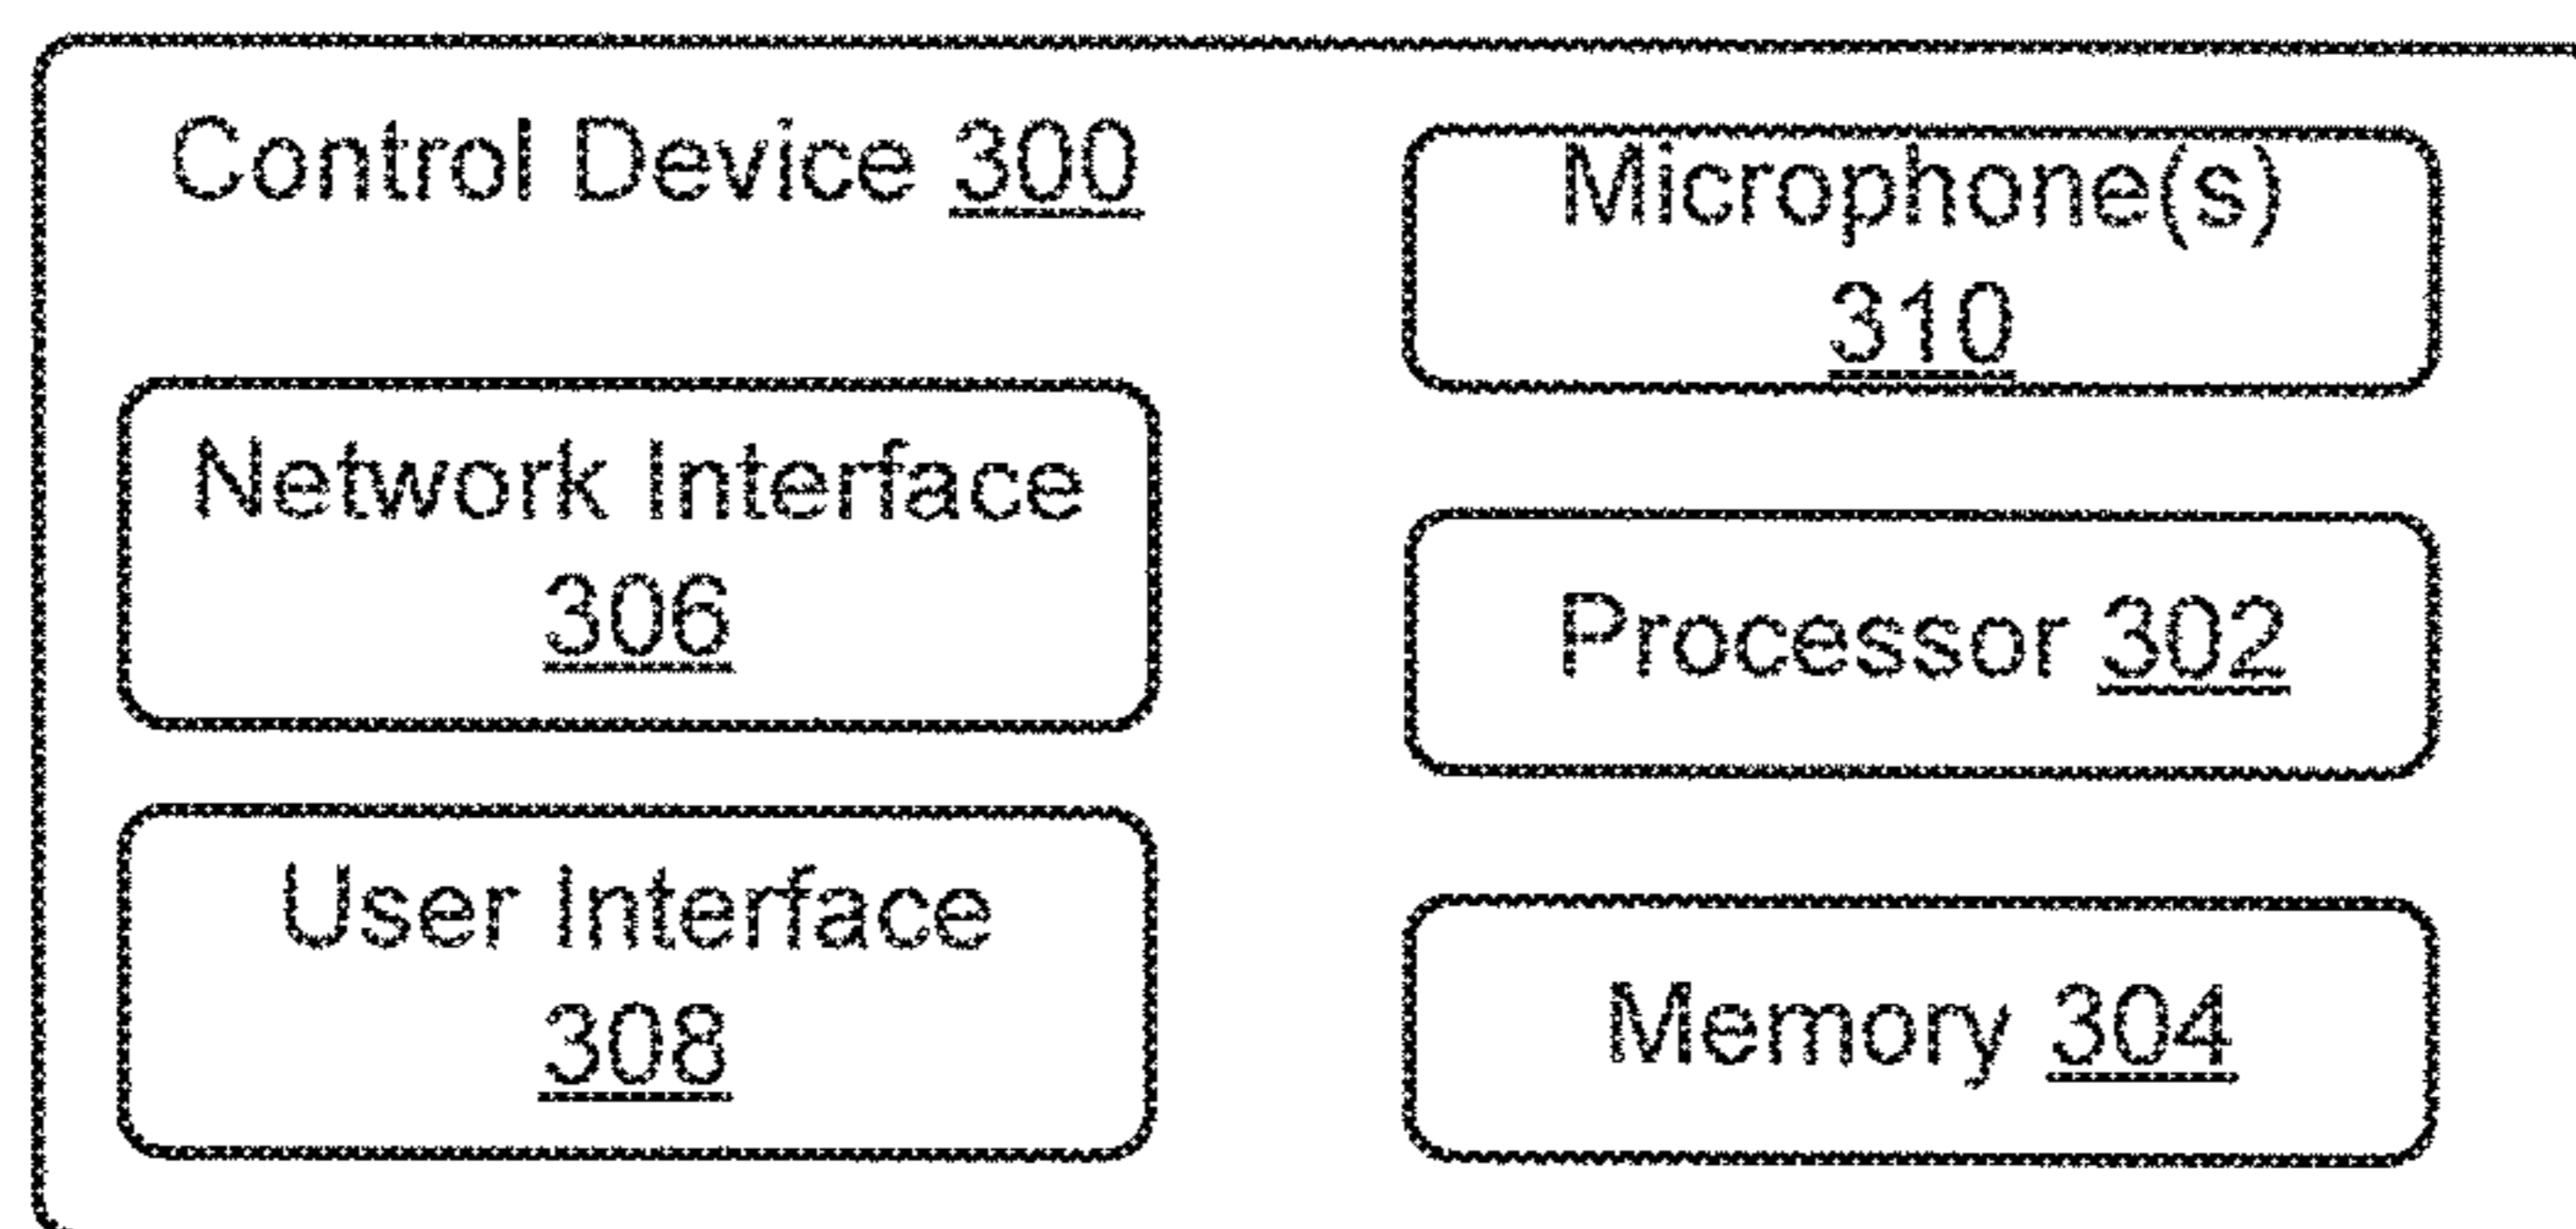 Control Device 300
Microphone(s)
310
Network Interface
306
Processor 302
User Interface
308
Memory 304